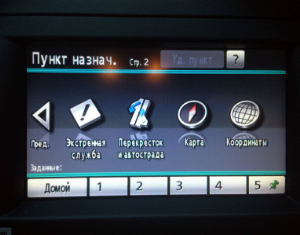 Пункт назнач. Стр. 2 Уд. пункт ?
Пред. Экстренная служба Перекресток и автострада Карта Координаты
Заданные:
Домой 1 2 3 4 5